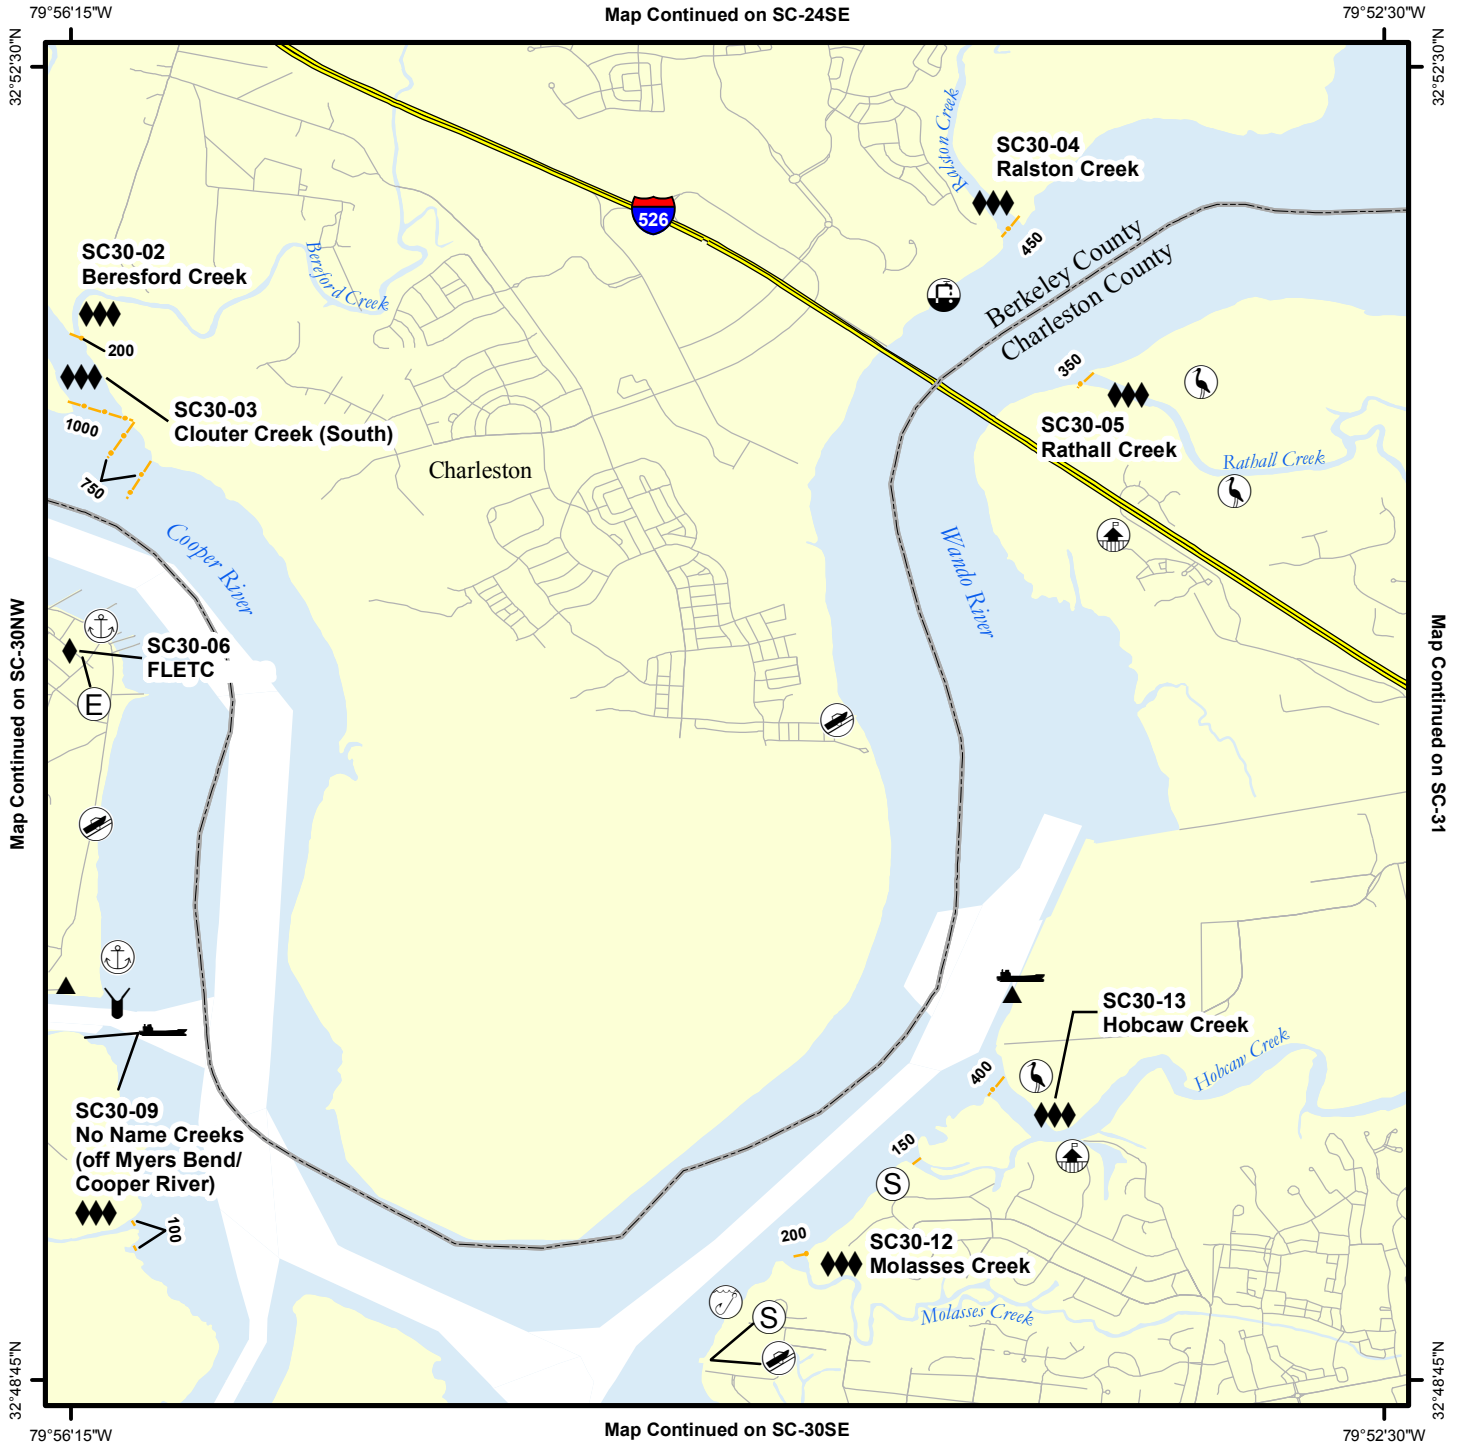 79°56'15"W
Map Continued on SC-24SE
79°52'30"W
32°52'30"N
32°52'30"N
Ralston Creek
SC30-04
Ralston Creek
450
526
SC30-02
Beresford Creek
Bereford Creek
Berkeley County
Charleston County
200
350
SC30-03
Clouter Creek (South)
1000
SC30-05
Rathall Creek
Rathall Creek
Charleston
750
Cooper River
Wando River
Map Continued on SC-30NW
Map Continued on SC-31
SC30-06
FLETC
E
SC30-13
Hobcaw Creek
Hobcaw Creek
400
SC30-09
No Name Creeks
(off Myers Bend/
Cooper River)
150
S
100
200
SC30-12
Molasses Creek
Molasses Creek
S
32°48'45"N
32°48'45"N
79°56'15"W
Map Continued on SC-30SE
79°52'30"W